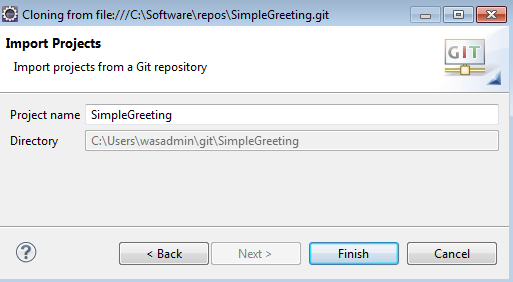 Cloning from file:///C:\Software\repos\SimpleGreeting.git
Import Projects
Import projects from a Git repository
GIT
Project name SimpleGreeting
Directory C:\Users\wasadmin\git\SimpleGreeting
? < Back Next > Finish Cancel